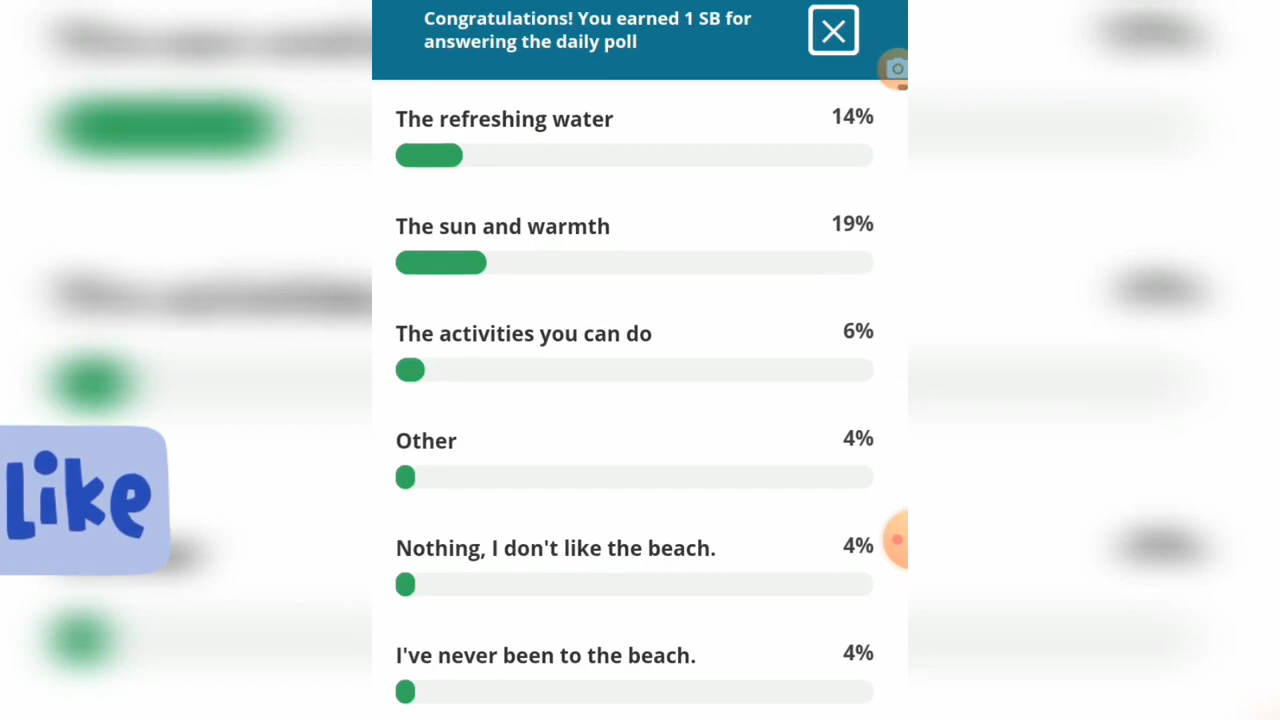 Congratulations! You earned 1 SB for
answering the daily poll
The refreshing water 14%
The sun and warmth 19%
The activities you can do 6%
Other 4%
Nothing, I don't like the beach. 4%
I've never been to the beach. 4%
Like